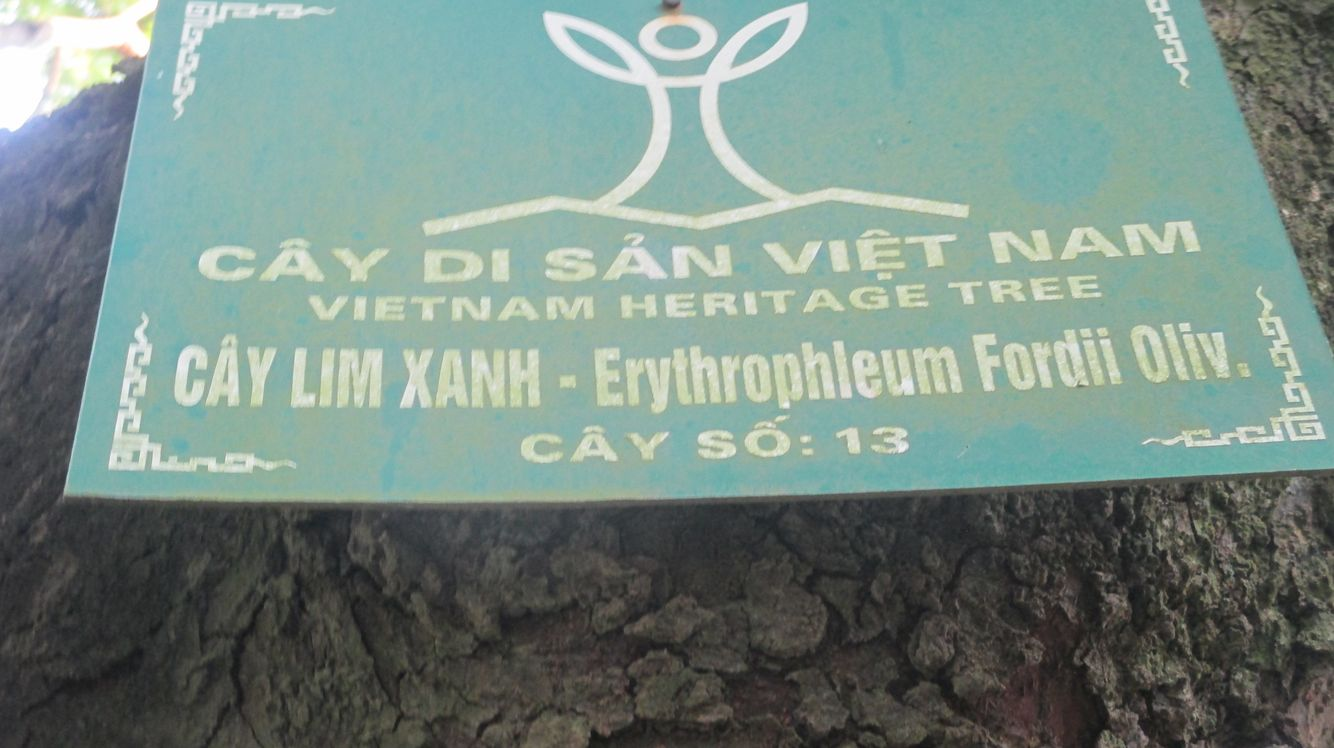 CÂY DI SẢN VIỆT NAM
VIETNAM HERITAGE TREE
CÂY LIM XANH - Erythrophleum Fordii Oliv.
CÂY SỐ: 13